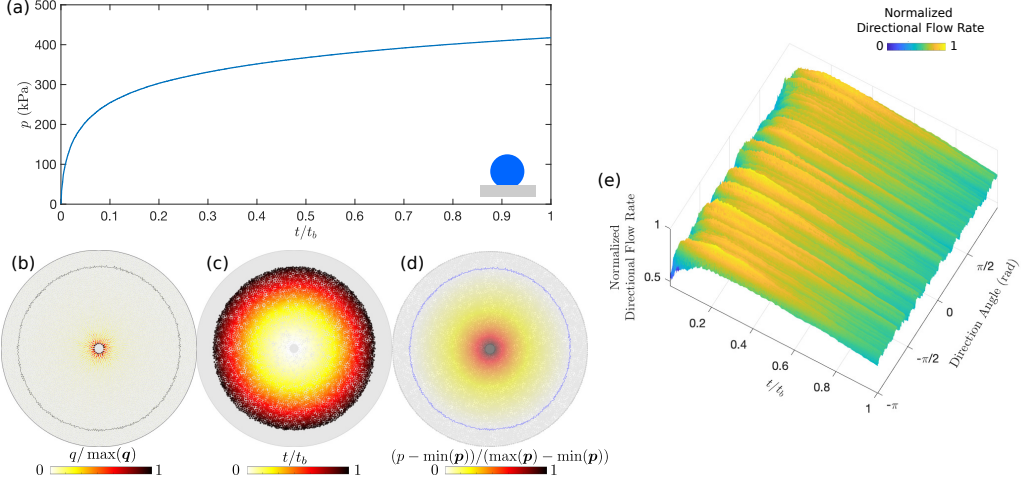 (a)
500
400
300
200
100
0
p (kPa)
0 0.1 0.2 0.3 0.4 0.5 0.6 0.7 0.8 0.9 1
t/t_b
(b)
q/ max(q)
0 1
(c)
t/t_b
0 1
(d)
(p − min(p))/(max(p) − min(p))
0 1
(e)
Normalized
Directional Flow Rate
0 1
Normalized
Directional Flow Rate
1
0.5
0.2
0.4
0.6
0.8
1
t/t_b
π/2
0
-π/2
-π
Direction Angle (rad)